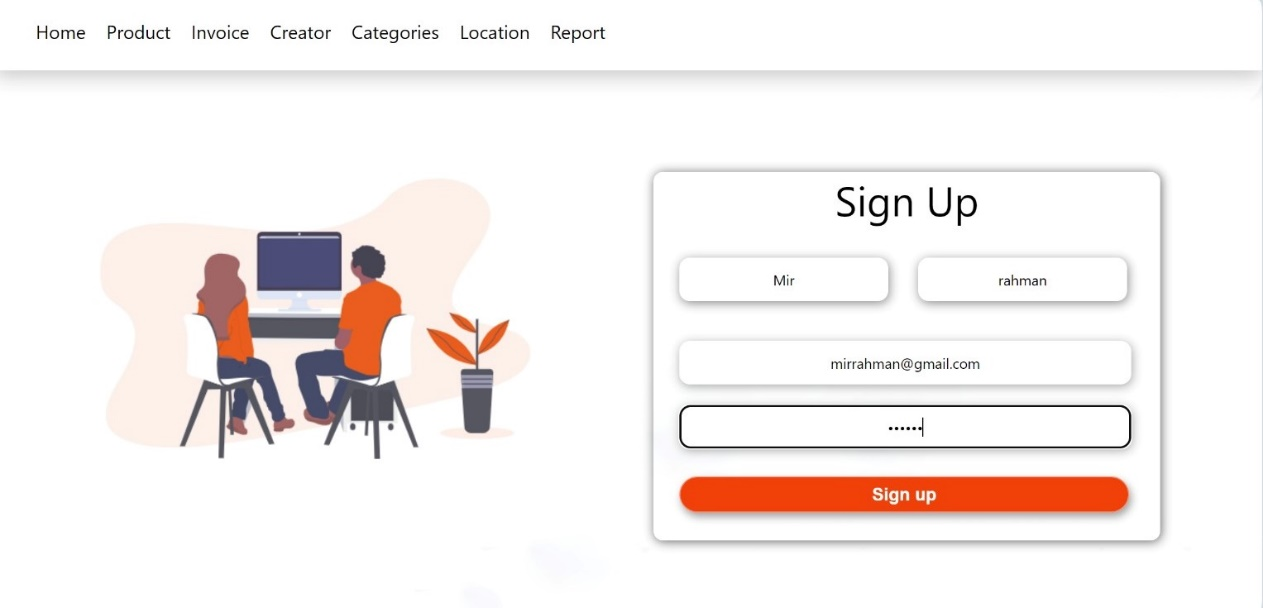 Home Product Invoice Creator Categories Location Report
Sign Up
Mir rahman
mirrahman@gmail.com
••••••
Sign up